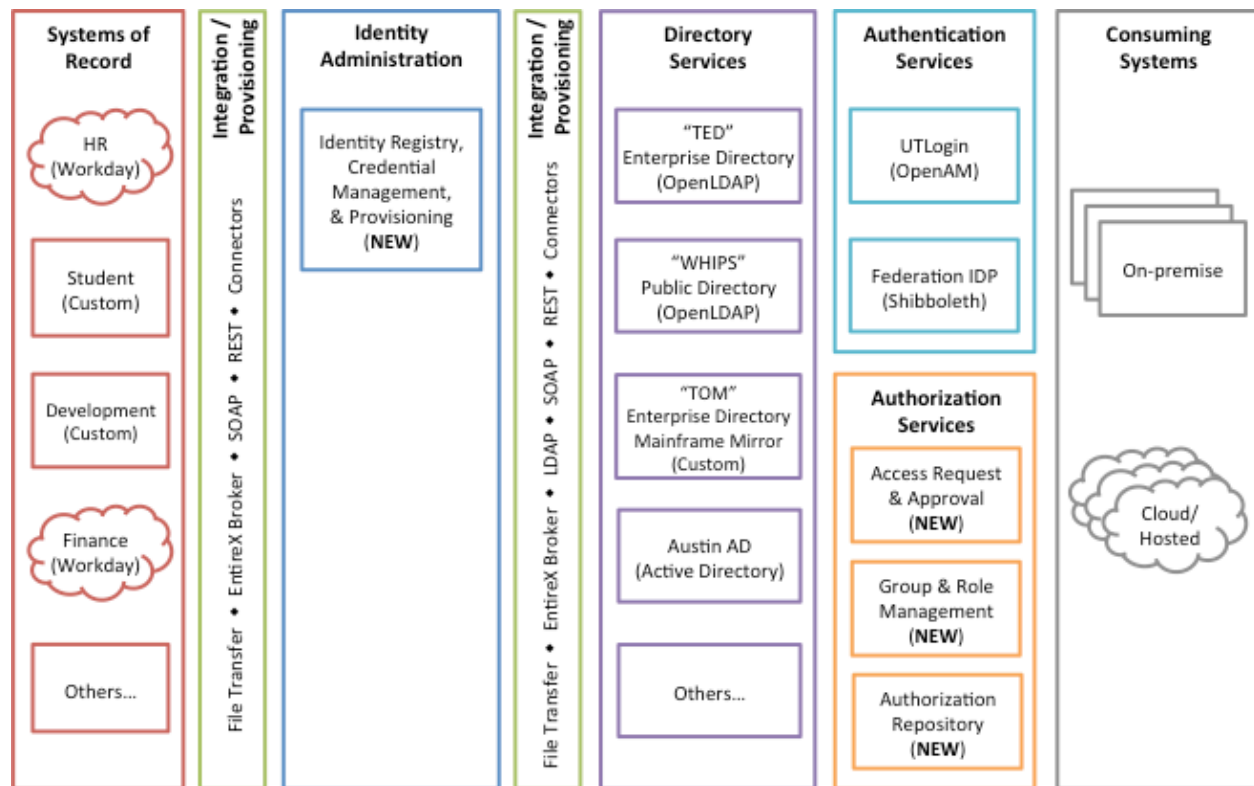 Systems of
Record
HR
(Workday)
Student
(Custom)
Development
(Custom)
Finance
(Workday)
Others…
Integration /
Provisioning
File Transfer ◆ EntireX Broker ◆ SOAP ◆ REST ◆ Connectors
Identity
Administration
Identity Registry,
Credential
Management,
& Provisioning
(NEW)
Integration /
Provisioning
File Transfer ◆ EntireX Broker ◆ LDAP ◆ SOAP ◆ REST ◆ Connectors
Directory
Services
“TED”
Enterprise Directory
(OpenLDAP)
“WHIPS”
Public Directory
(OpenLDAP)
“TOM”
Enterprise Directory
Mainframe Mirror
(Custom)
Austin AD
(Active Directory)
Others…
Authentication
Services
UTLogin
(OpenAM)
Federation IDP
(Shibboleth)
Authorization
Services
Access Request
& Approval
(NEW)
Group & Role
Management
(NEW)
Authorization
Repository
(NEW)
Consuming
Systems
On-premise
Cloud/
Hosted